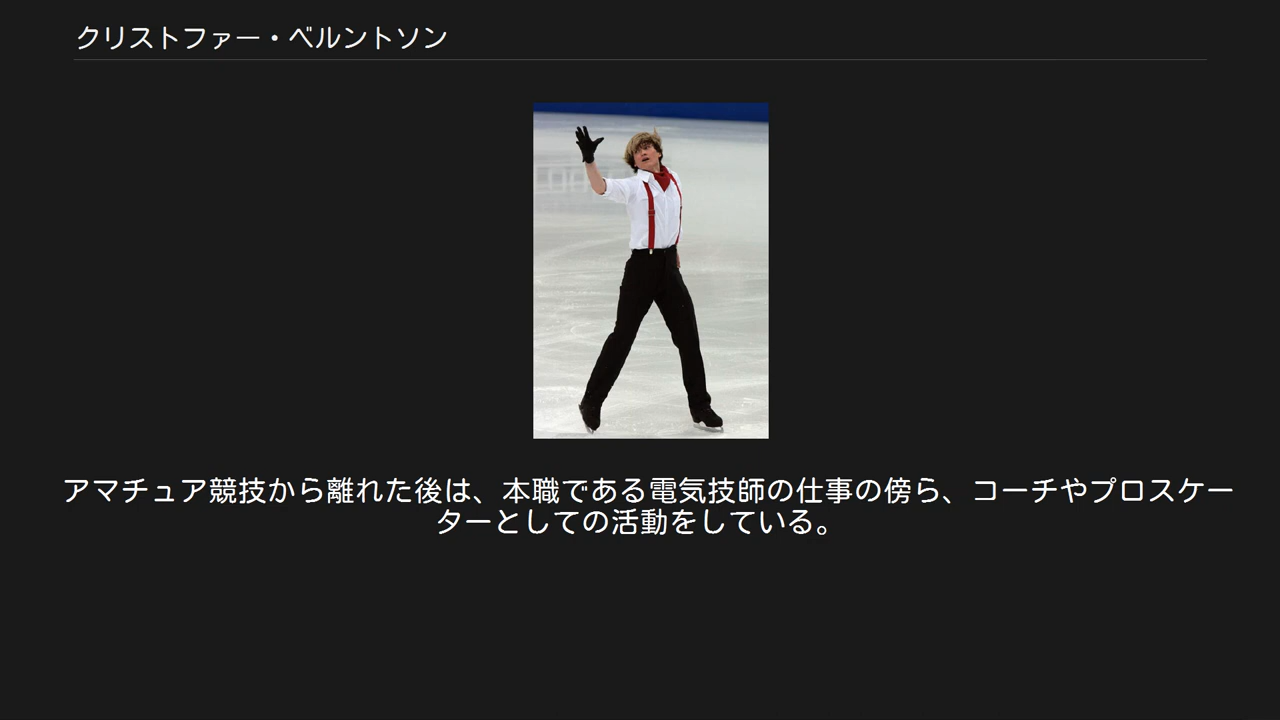 クリストファー・ベルントソン
アマチュア競技から離れた後は、本職である電気技師の仕事の傍ら、コーチやプロスケー
ターとしての活動をしている。